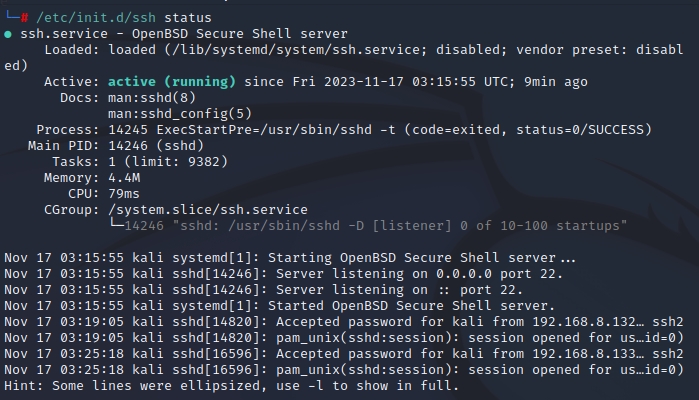 └─# /etc/init.d/ssh status
● ssh.service - OpenBSD Secure Shell server
     Loaded: loaded (/lib/systemd/system/ssh.service; disabled; vendor preset: disabl
ed)
     Active: active (running) since Fri 2023-11-17 03:15:55 UTC; 9min ago
       Docs: man:sshd(8)
             man:sshd_config(5)
    Process: 14245 ExecStartPre=/usr/sbin/sshd -t (code=exited, status=0/SUCCESS)
   Main PID: 14246 (sshd)
      Tasks: 1 (limit: 9382)
     Memory: 4.4M
        CPU: 79ms
     CGroup: /system.slice/ssh.service
             └─14246 "sshd: /usr/sbin/sshd -D [listener] 0 of 10-100 startups"

Nov 17 03:15:55 kali systemd[1]: Starting OpenBSD Secure Shell server...
Nov 17 03:15:55 kali sshd[14246]: Server listening on 0.0.0.0 port 22.
Nov 17 03:15:55 kali sshd[14246]: Server listening on :: port 22.
Nov 17 03:15:55 kali systemd[1]: Started OpenBSD Secure Shell server.
Nov 17 03:19:05 kali sshd[14820]: Accepted password for kali from 192.168.8.132… ssh2
Nov 17 03:19:05 kali sshd[14820]: pam_unix(sshd:session): session opened for us…id=0)
Nov 17 03:25:18 kali sshd[16596]: Accepted password for kali from 192.168.8.133… ssh2
Nov 17 03:25:18 kali sshd[16596]: pam_unix(sshd:session): session opened for us…id=0)
Hint: Some lines were ellipsized, use -l to show in full.